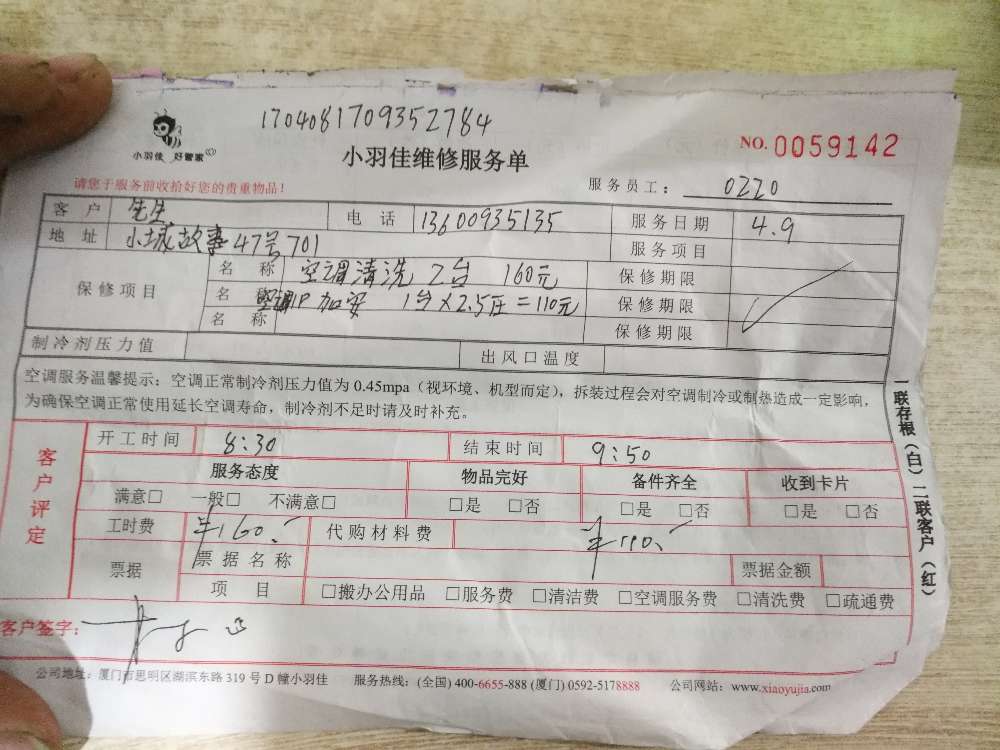 1704081709352784
小羽佳 好管家
小羽佳维修服务单
NO. 0059142
请您于服务前收拾好您的贵重物品！
服务员工： 0220
客户 先生 电话 13600935135 服务日期 4.9
地址 小城故事47号701 服务项目
保修项目 名称 空调清洗 2台 160元 保修期限
名称 空调1P 加安 1台×2.5压=110元 保修期限
名称 保修期限
制冷剂压力值 出风口温度
空调服务温馨提示：空调正常制冷剂压力值为 0.45mpa（视环境、机型而定），拆装过程会对空调制冷或制热造成一定影响，
为确保空调正常使用延长空调寿命，制冷剂不足时请及时补充。
客户评定
开工时间 8:30 结束时间 9:50
服务态度 物品完好 备件齐全 收到卡片
满意□ 一般□ 不满意□ □是 □否 □是 □否 □是 □否
工时费 ¥160. 代购材料费 ¥110.
票据 票据名称 票据金额
项目 □搬办公用品 □服务费 □清洁费 □空调服务费 □清洗费 □疏通费
客户签字：
一联存根（白）二联客户（红）
公司地址：厦门市思明区湖滨东路 319 号 D 幢小羽佳 服务热线：(全国) 400-6655-888 (厦门) 0592-5178888 公司网站：www.xiaoyujia.com